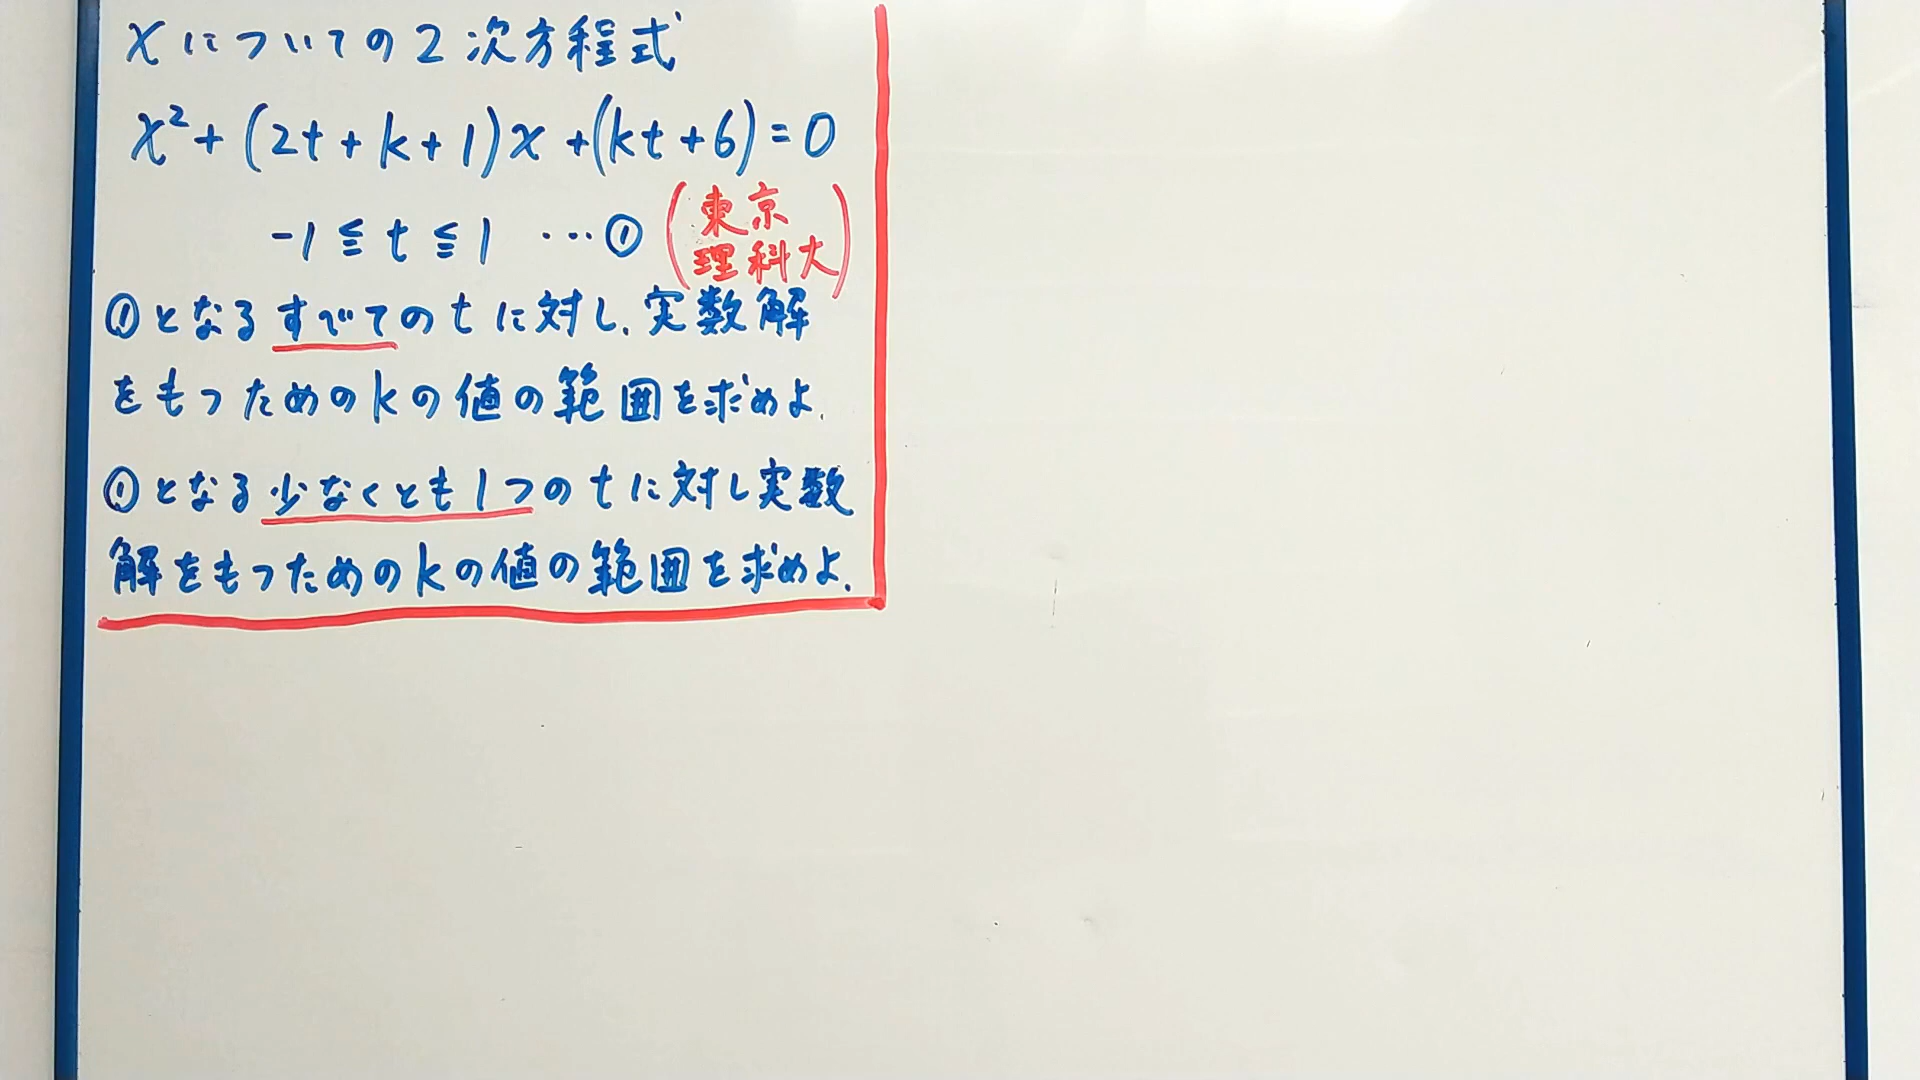 xについての2次方程式
x²+(2t+k+1)x+(kt+6)=0
-1≦t≦1 …① (東京
理科大)
①となるすべてのtに対し、実数解
をもつためのkの値の範囲を求めよ.
①となる少なくとも1つのtに対し実数
解をもつためのkの値の範囲を求めよ.